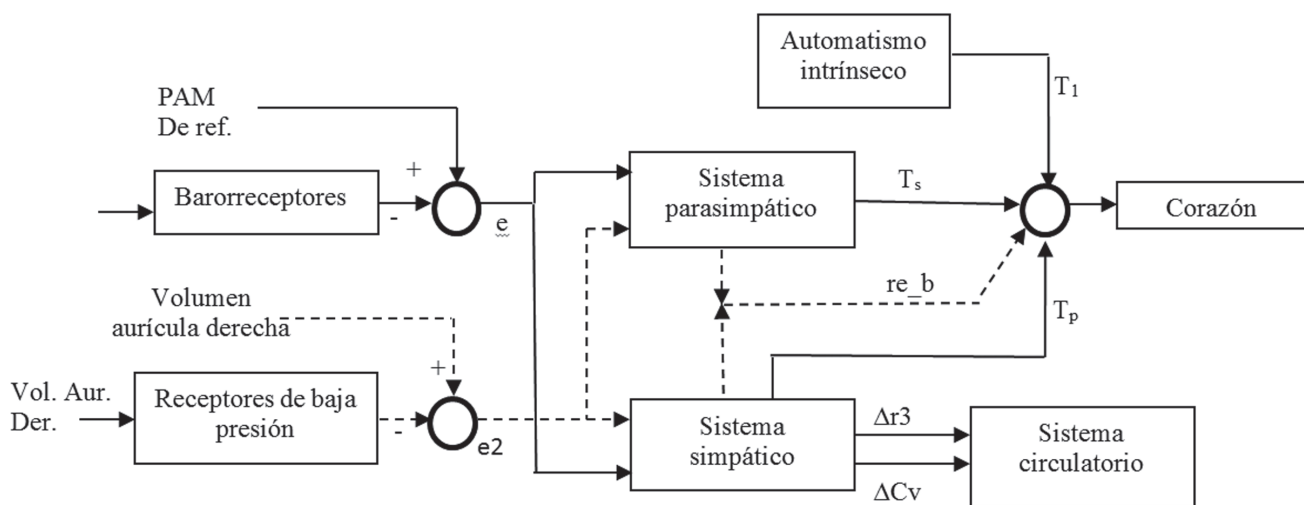 Automatismo
intrínseco
T1
PAM
De ref.
+
Barorreceptores
-
e
Sistema
parasimpático
Ts
Corazón
re_b
Tp
Volumen
aurícula derecha
+
Vol. Aur.
Der.
Receptores de baja
presión
-
e2
Sistema
simpático
Δr3
ΔCv
Sistema
circulatorio